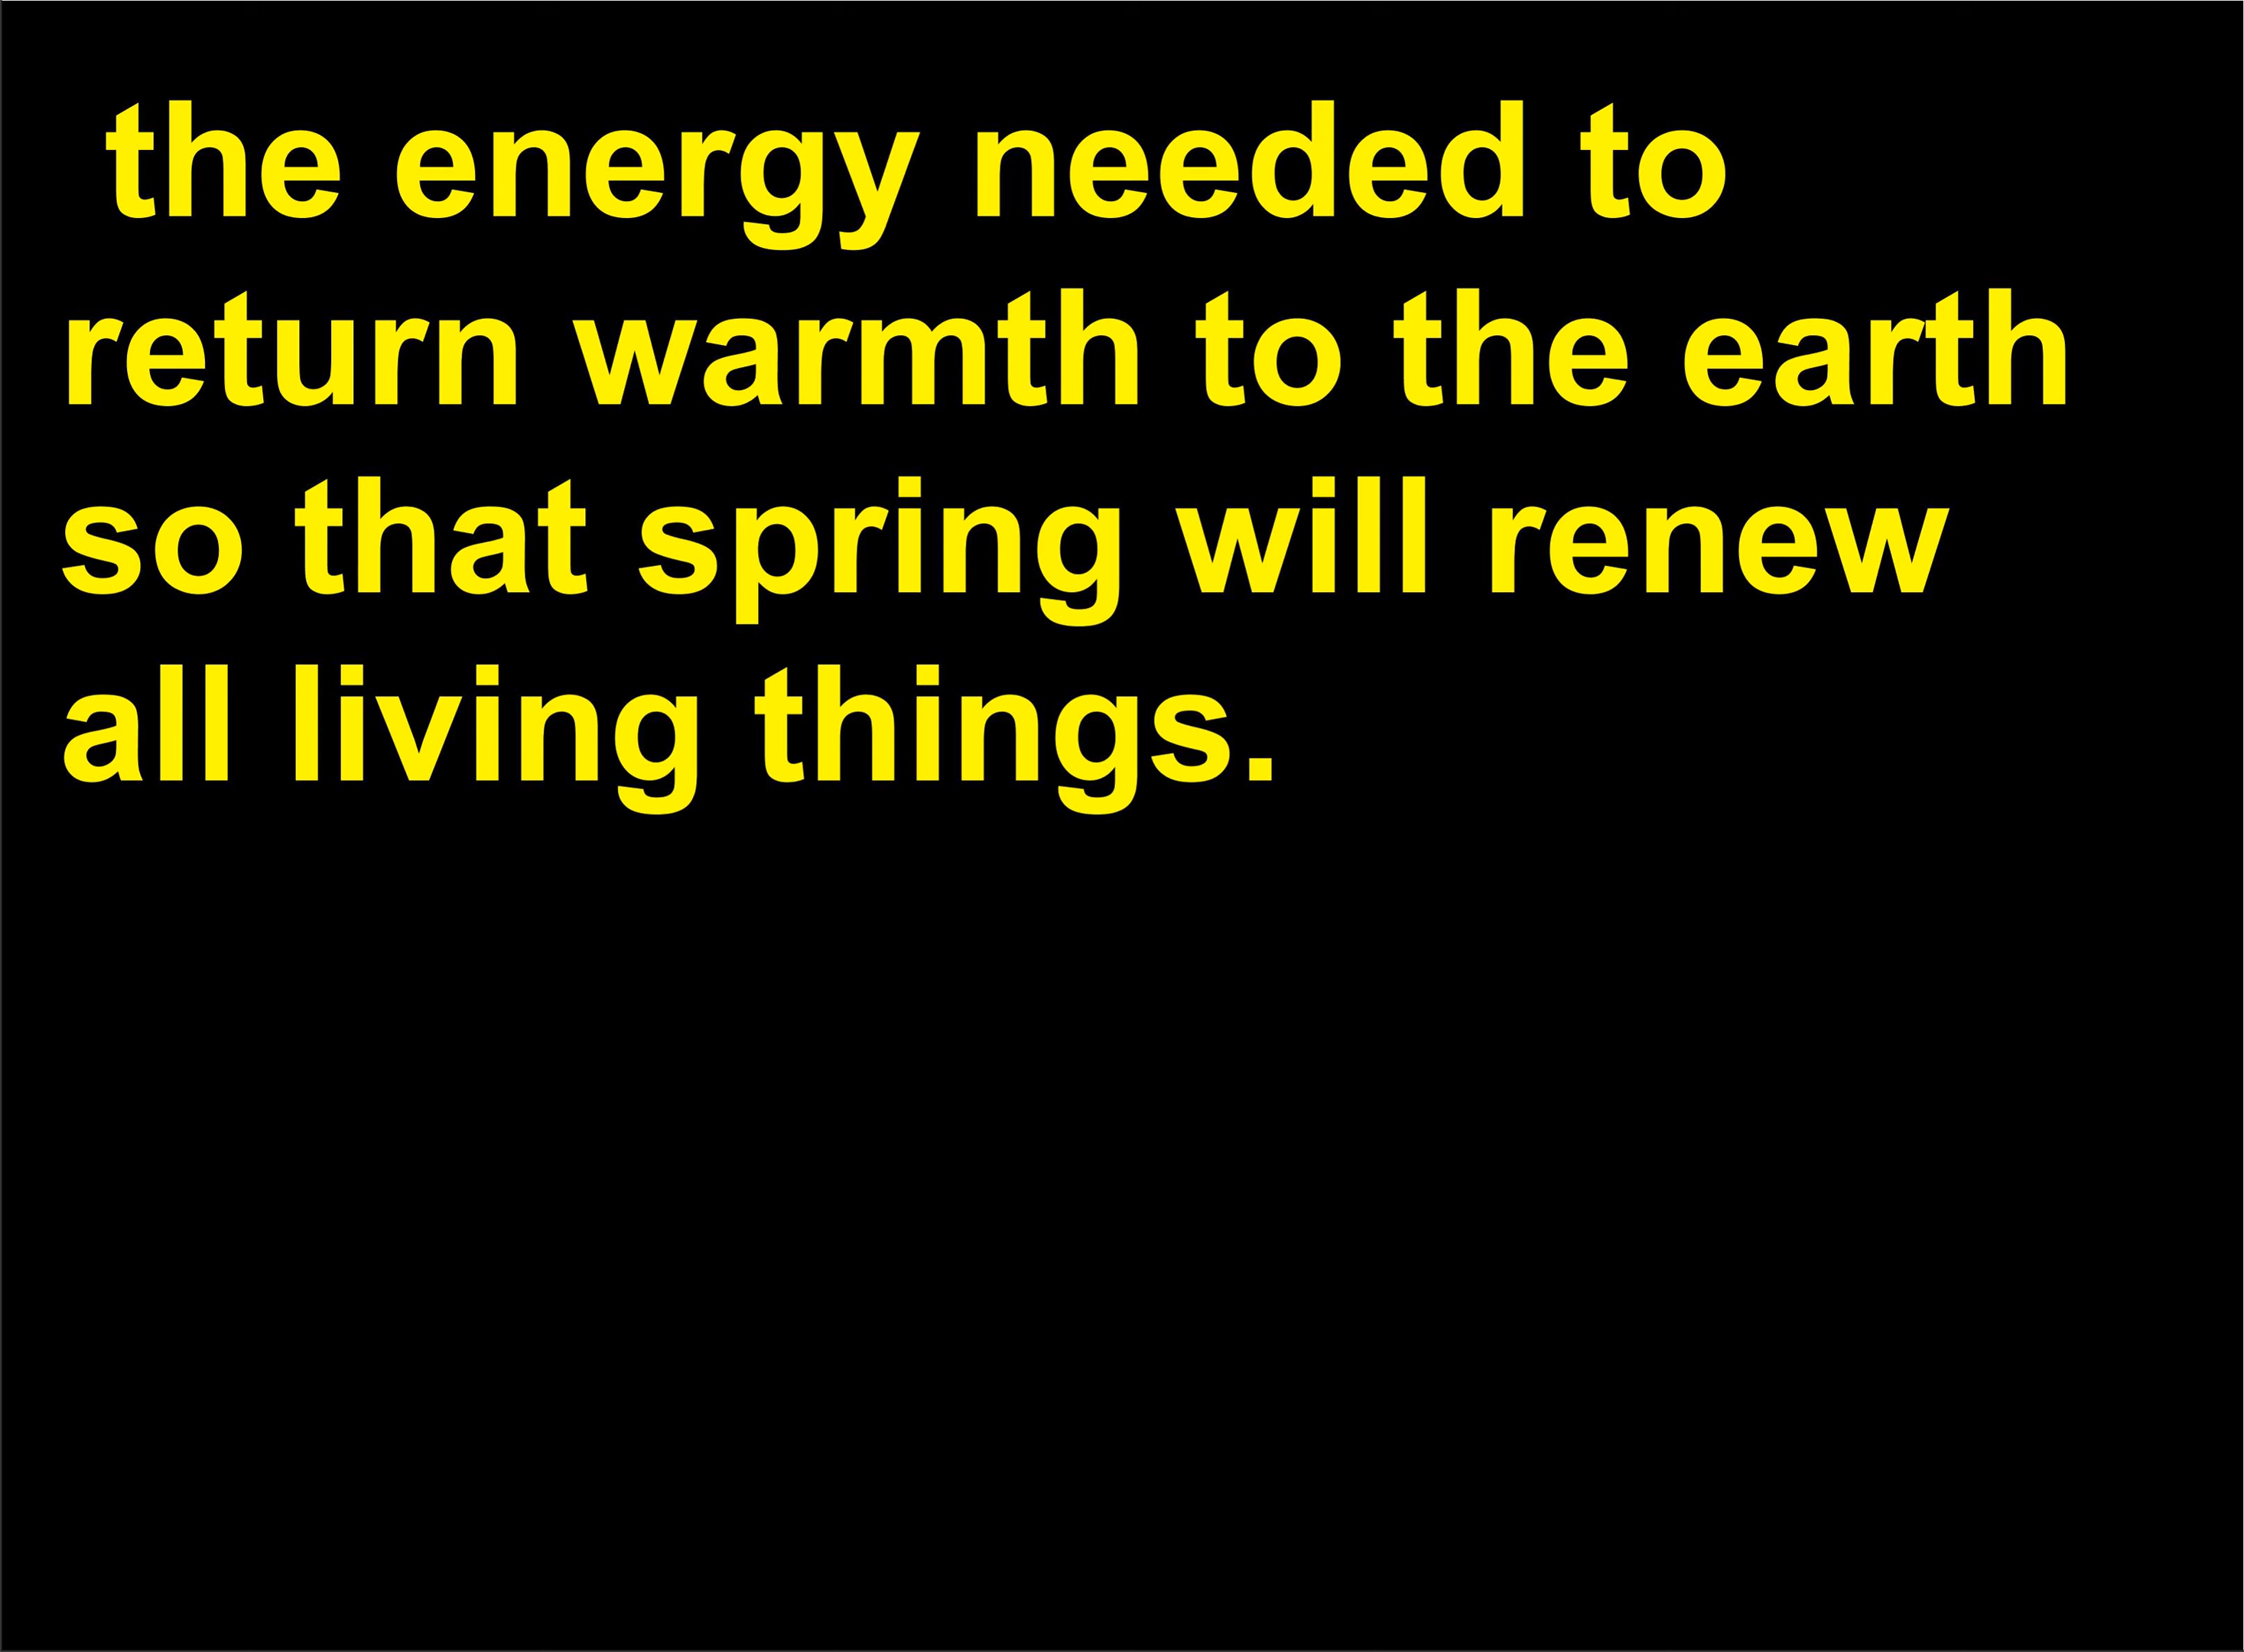 the energy needed to
return warmth to the earth
so that spring will renew
all living things.